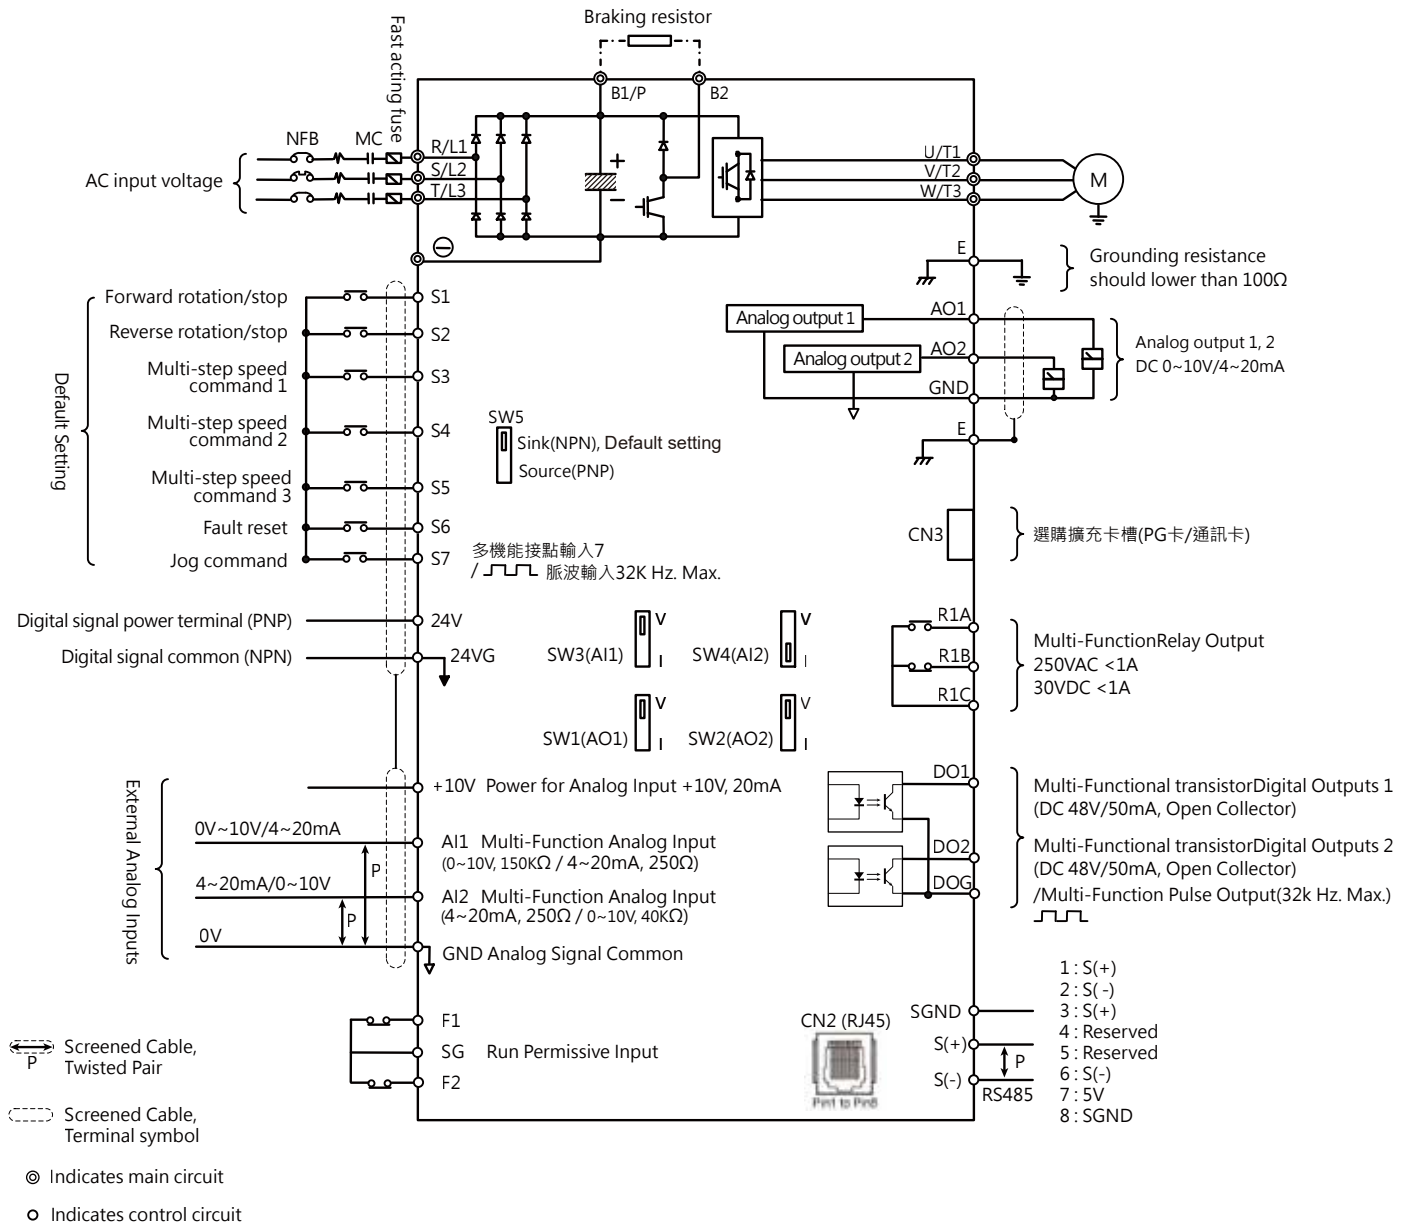 Braking resistor
Fast acting fuse
B1/P
B2
NFB
MC
AC input voltage
R/L1
S/L2
T/L3
+
−
U/T1
V/T2
W/T3
M
E
Grounding resistance
should lower than 100Ω
Default Setting
Forward rotation/stop
S1
Reverse rotation/stop
S2
Multi-step speed
command 1
S3
Multi-step speed
command 2
S4
Multi-step speed
command 3
S5
Fault reset
S6
Jog command
S7
SW5
Sink(NPN), Default setting
Source(PNP)
多機能接點輸入7
/ 脈波輸入32K Hz. Max.
Analog output 1
AO1
Analog output 2
AO2
GND
E
Analog output 1, 2
DC 0~10V/4~20mA
CN3
選購擴充卡槽(PG卡/通訊卡)
Digital signal power terminal (PNP)
24V
Digital signal common (NPN)
24VG
SW3(AI1)
V
I
SW4(AI2)
V
I
SW1(AO1)
V
I
SW2(AO2)
V
I
R1A
R1B
R1C
Multi-FunctionRelay Output
250VAC <1A
30VDC <1A
External Analog Inputs
+10V Power for Analog Input +10V, 20mA
0V~10V/4~20mA
AI1 Multi-Function Analog Input
(0~10V, 150KΩ / 4~20mA, 250Ω)
P
4~20mA/0~10V
AI2 Multi-Function Analog Input
(4~20mA, 250Ω / 0~10V, 40KΩ)
P
0V
GND Analog Signal Common
DO1
DO2
DOG
Multi-Functional transistorDigital Outputs 1
(DC 48V/50mA, Open Collector)
Multi-Functional transistorDigital Outputs 2
(DC 48V/50mA, Open Collector)
/Multi-Function Pulse Output(32k Hz. Max.)
F1
SG Run Permissive Input
F2
CN2 (RJ45)
Pin1 to Pin8
SGND
S(+)
S(-)
P
RS485
1 : S(+)
2 : S( -)
3 : S(+)
4 : Reserved
5 : Reserved
6 : S(-)
7 : 5V
8 : SGND
P
Screened Cable,
Twisted Pair
Screened Cable,
Terminal symbol
Indicates main circuit
Indicates control circuit